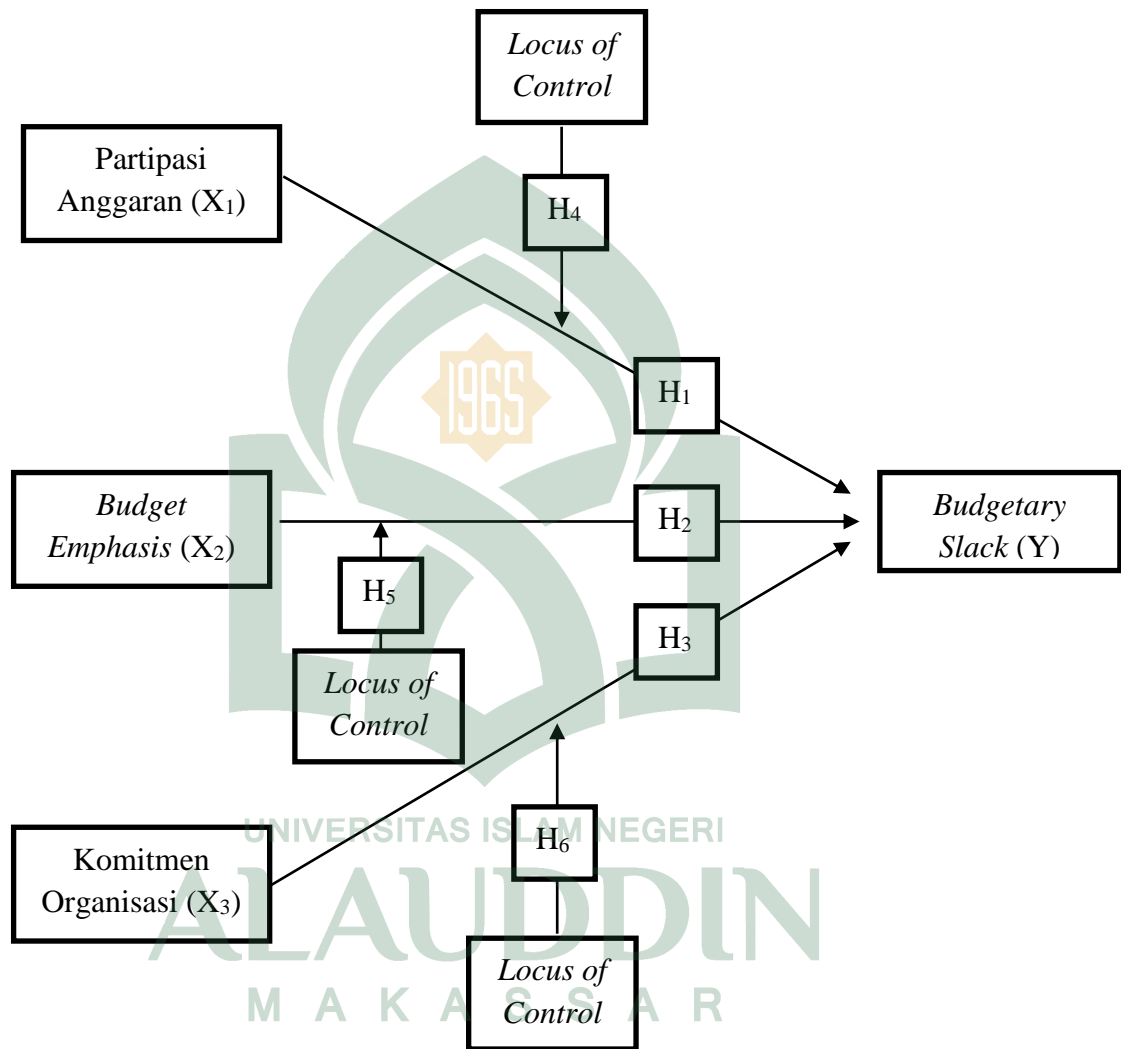 Locus of
Control
Partipasi
Anggaran (X₁)
H₄
1965
H₁
Budget
Emphasis (X₂)
H₂
Budgetary
Slack (Y)
H₅
H₃
Locus of
Control
UNIVERSITAS ISLAM NEGERI
H₆
Komitmen
Organisasi (X₃)
ALAUDDIN
Locus of
Control
MAKASSAR